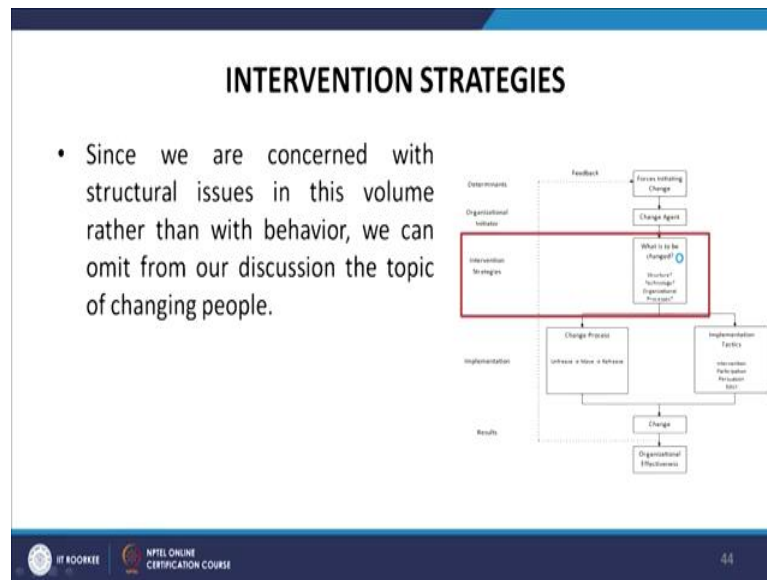 INTERVENTION STRATEGIES
• Since we are concerned with
structural issues in this volume
rather than with behavior, we can
omit from our discussion the topic
of changing people.
Feedback
Determinants
Forces Initiating
Change
Organizational
Initiator
Change Agent
Intervention
Strategies
What is to be
changed?
Structure?
Technology?
Organizational
Processes?
Implementation
Change Process
Unfreeze → Move → Refreeze
Implementation
Tactics
Intervention
Participation
Persuasion
Edict
Results
Change
Organizational
Effectiveness
IIT ROORKEE
NPTEL ONLINE
CERTIFICATION COURSE
44